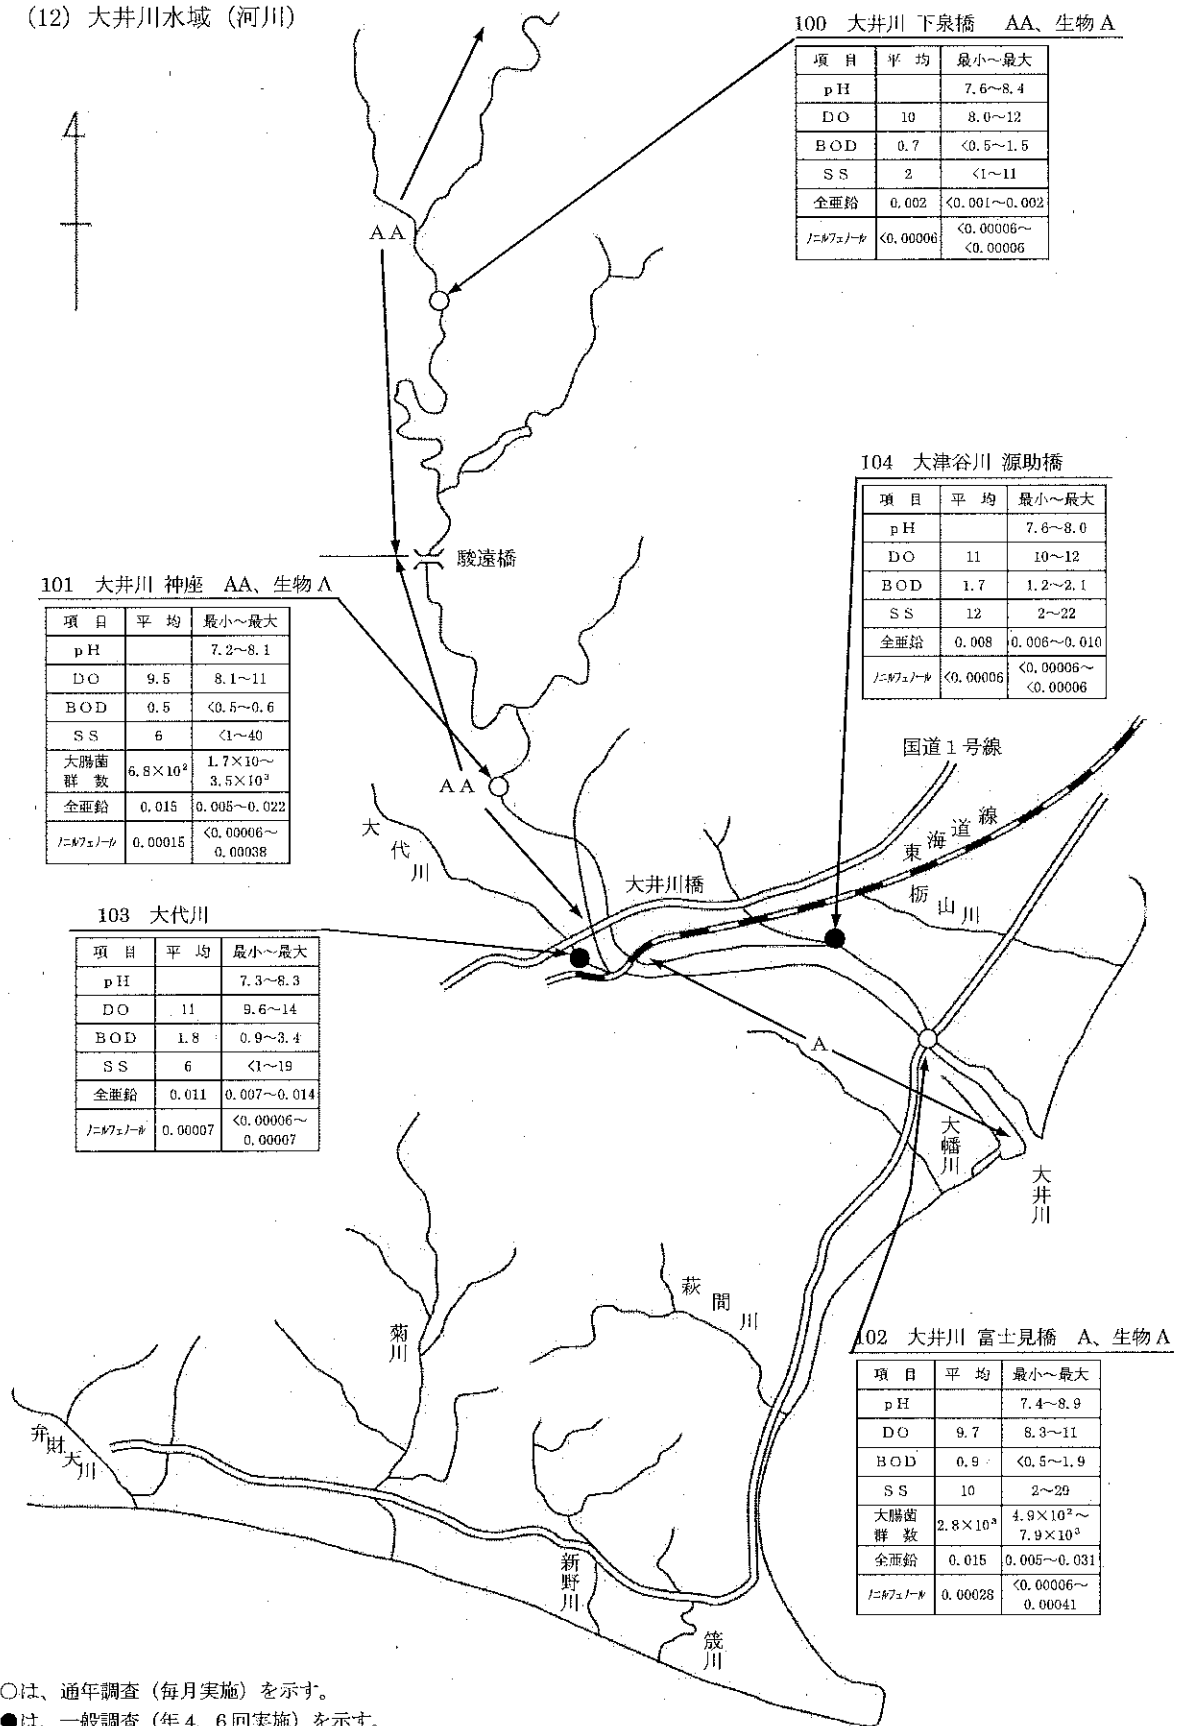 (12) 大井川水域 (河川)
100 大井川 下泉橋 AA、生物 A
項 目 平 均 最小~最大
pH 7.6~8.4
DO 10 8.0~12
BOD 0.7 <0.5~1.5
SS 2 <1~11
全亜鉛 0.002 <0.001~0.002
ノニルフェノール <0.00006 <0.00006~
<0.00006
AA
駿遠橋
104 大津谷川 源助橋
項 目 平 均 最小~最大
pH 7.6~8.0
DO 11 10~12
BOD 1.7 1.2~2.1
SS 12 2~22
全亜鉛 0.008 0.006~0.010
ノニルフェノール <0.00006 <0.00006~
<0.00006
101 大井川 神座 AA、生物 A
項 目 平 均 最小~最大
pH 7.2~8.1
DO 9.5 8.1~11
BOD 0.5 <0.5~0.6
SS 6 <1~40
大腸菌
群 数 6.8×10² 1.7×10~
3.5×10³
全亜鉛 0.015 0.005~0.022
ノニルフェノール 0.00015 <0.00006~
0.00038
AA
国道1号線
東海道線
大代川
大井川橋
栃山川
103 大代川
項 目 平 均 最小~最大
pH 7.3~8.3
DO 11 9.6~14
BOD 1.8 0.9~3.4
SS 6 <1~19
全亜鉛 0.011 0.007~0.014
ノニルフェノール 0.00007 <0.00006~
0.00007
A
大幡川
大井川
萩間川
菊川
弁財天川
新野川
筬川
102 大井川 富士見橋 A、生物 A
項 目 平 均 最小~最大
pH 7.4~8.9
DO 9.7 8.3~11
BOD 0.9 <0.5~1.9
SS 10 2~29
大腸菌
群 数 2.8×10³ 4.9×10²~
7.9×10³
全亜鉛 0.015 0.005~0.031
ノニルフェノール 0.00028 <0.00006~
0.00041
○は、通年調査(毎月実施)を示す。
●は、一般調査(年4、6回実施)を示す。